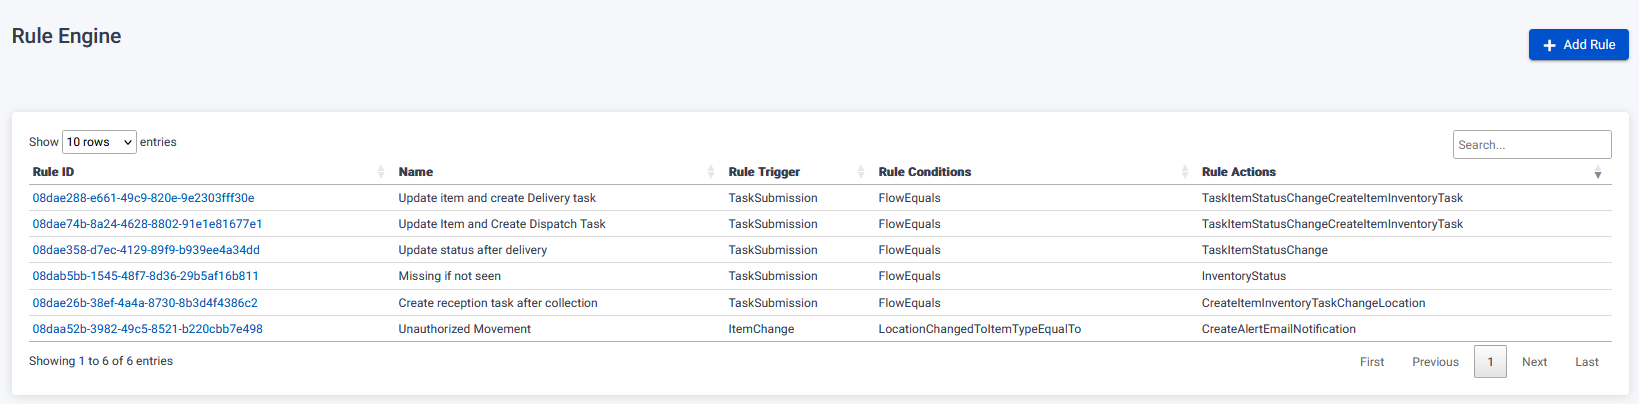 Rule Engine
+ Add Rule
Show 10 rows entries
Search...
Rule ID Name Rule Trigger Rule Conditions Rule Actions
08dae288-e661-49c9-820e-9e2303fff30e Update item and create Delivery task TaskSubmission FlowEquals TaskItemStatusChangeCreateItemInventoryTask
08dae74b-8a24-4628-8802-91e1e81677e1 Update Item and Create Dispatch Task TaskSubmission FlowEquals TaskItemStatusChangeCreateItemInventoryTask
08dae358-d7ec-4129-89f9-b939ee4a34dd Update status after delivery TaskSubmission FlowEquals TaskItemStatusChange
08dab5bb-1545-48f7-8d36-29b5af16b811 Missing if not seen TaskSubmission FlowEquals InventoryStatus
08dae26b-38ef-4a4a-8730-8b3d4f4386c2 Create reception task after collection TaskSubmission FlowEquals CreateItemInventoryTaskChangeLocation
08daa52b-3982-49c5-8521-b220cbb7e498 Unauthorized Movement ItemChange LocationChangedToItemTypeEqualTo CreateAlertEmailNotification
Showing 1 to 6 of 6 entries
First Previous 1 Next Last